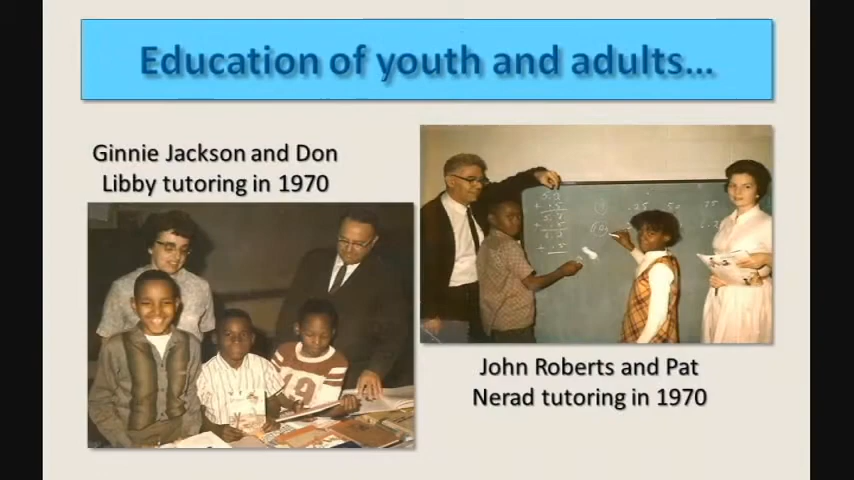 Education of youth and adults...
Ginnie Jackson and Don
Libby tutoring in 1970
19
John Roberts and Pat
Nerad tutoring in 1970